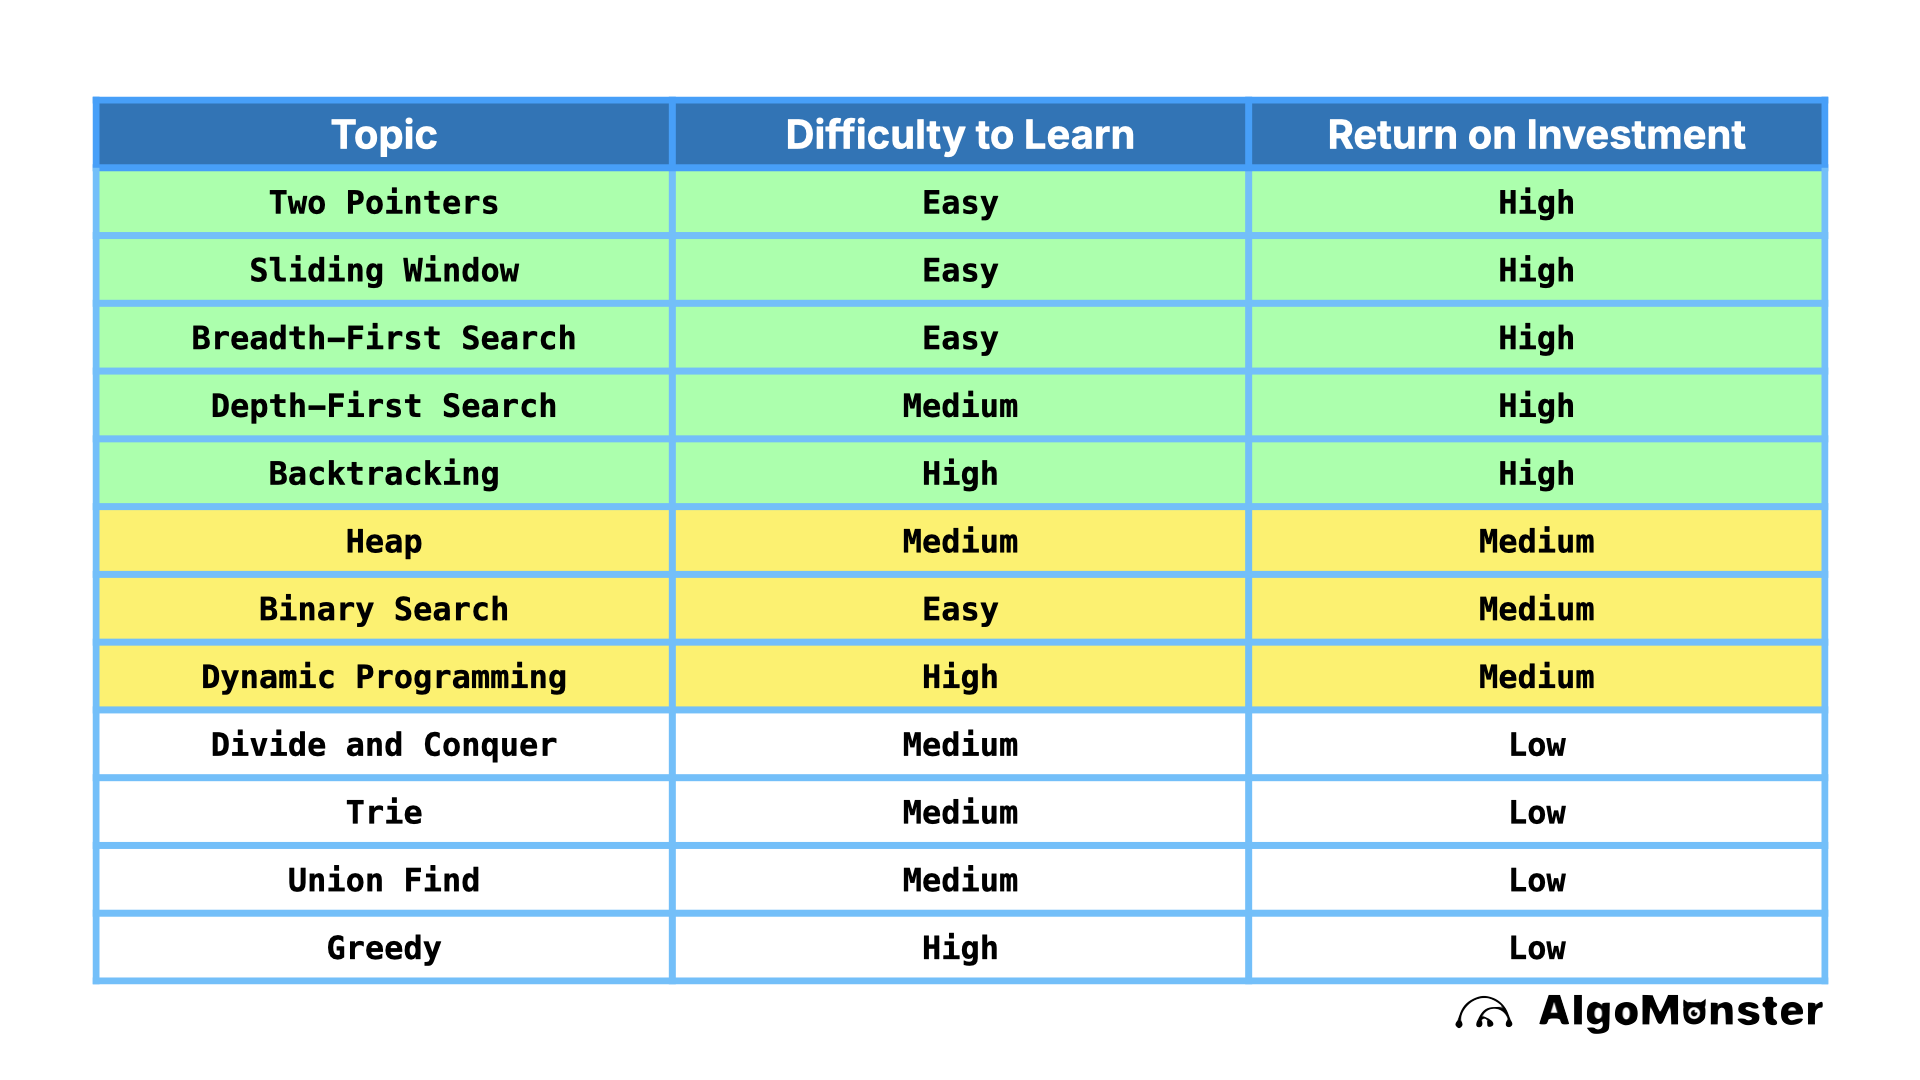 Topic Difficulty to Learn Return on Investment
Two Pointers Easy High
Sliding Window Easy High
Breadth-First Search Easy High
Depth-First Search Medium High
Backtracking High High
Heap Medium Medium
Binary Search Easy Medium
Dynamic Programming High Medium
Divide and Conquer Medium Low
Trie Medium Low
Union Find Medium Low
Greedy High Low
AlgoMonster